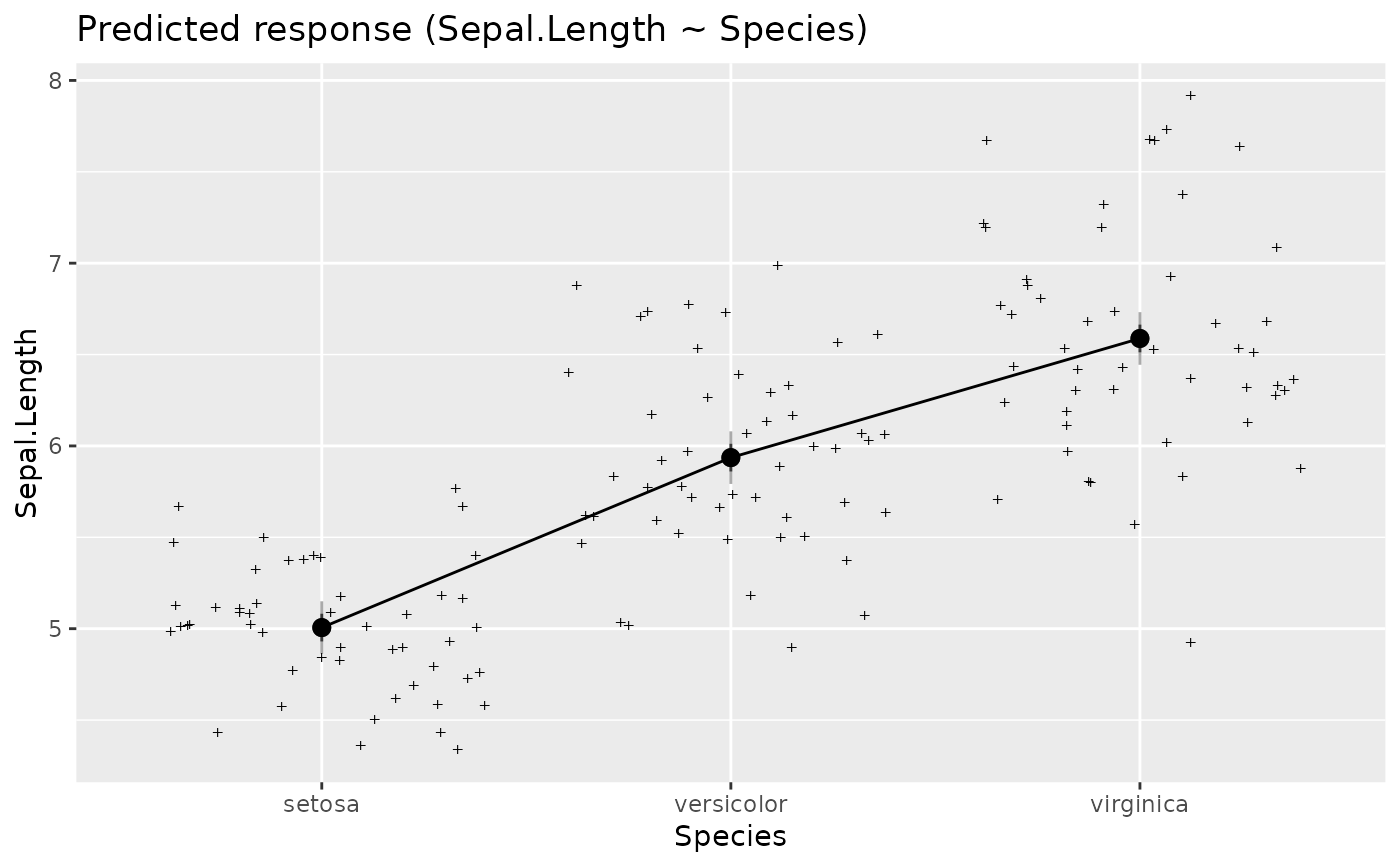 Predicted response (Sepal.Length ~ Species)
8
7
6
5
Sepal.Length
setosa
versicolor
virginica
Species